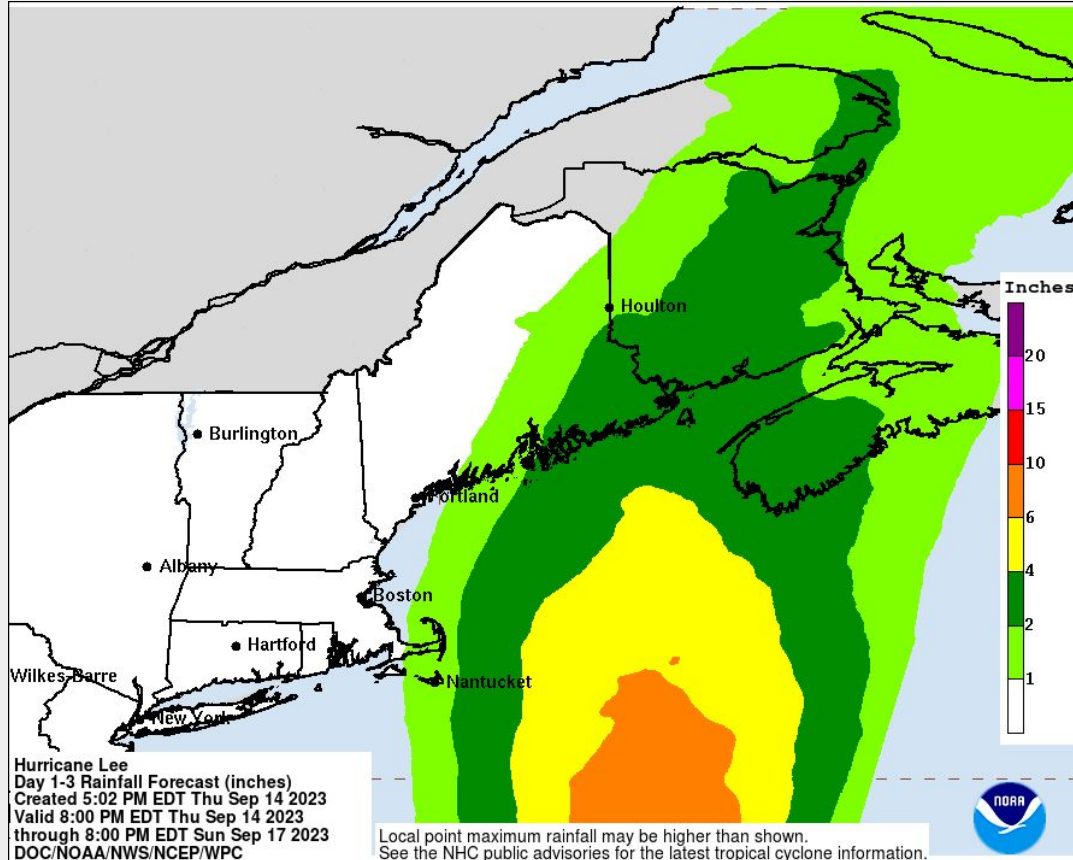 Houlton
Burlington
Portland
Albany
Boston
Hartford
Wilkes-Barre
Nantucket
New York
Inches
20
15
10
6
4
2
1
Hurricane Lee
Day 1-3 Rainfall Forecast (inches)
Created 5:02 PM EDT Thu Sep 14 2023
Valid 8:00 PM EDT Thu Sep 14 2023
through 8:00 PM EDT Sun Sep 17 2023
DOC/NOAA/NWS/NCEP/WPC
Local point maximum rainfall may be higher than shown.
See the NHC public advisories for the latest tropical cyclone information.
NOAA